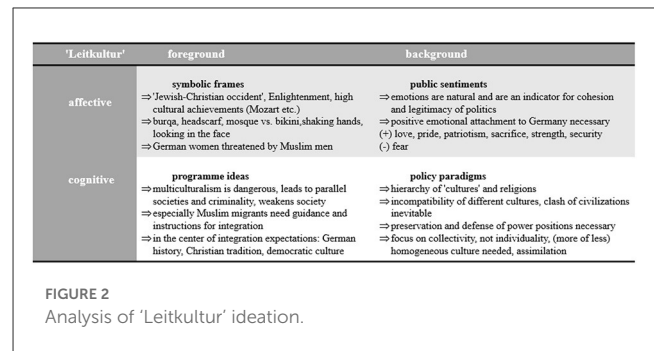 'Leitkultur' foreground background
affective
symbolic frames
⇒'Jewish-Christian occident', Enlightenment, high
cultural achievements (Mozart etc.)
⇒burqa, headscarf, mosque vs. bikini,shaking hands,
looking in the face
⇒German women threatened by Muslim men
public sentiments
⇒emotions are natural and are an indicator for cohesion
and legitimacy of politics
⇒positive emotional attachment to Germany necessary
(+) love, pride, patriotism, sacrifice, strength, security
(-) fear
cognitive
programme ideas
⇒multiculturalism is dangerous, leads to parallel
societies and criminality, weakens society
⇒especially Muslim migrants need guidance and
instructions for integration
⇒in the center of integration expectations: German
history, Christian tradition, democratic culture
policy paradigms
⇒hierarchy of 'cultures' and religions
⇒incompatibility of different cultures, clash of civilizations
inevitable
⇒preservation and defense of power positions necessary
⇒focus on collectivity, not individuality, (more of less)
homogeneous culture needed, assimilation
FIGURE 2
Analysis of 'Leitkultur' ideation.